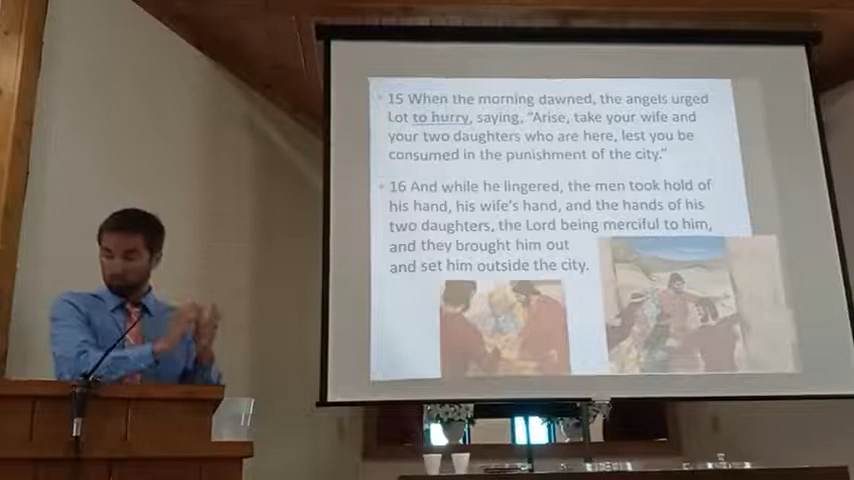 • 15 When the morning dawned, the angels urged
Lot to hurry, saying, "Arise, take your wife and
your two daughters who are here, lest you be
consumed in the punishment of the city."
• 16 And while he lingered, the men took hold of
his hand, his wife's hand, and the hands of his
two daughters, the Lord being merciful to him,
and they brought him out
and set him outside the city.